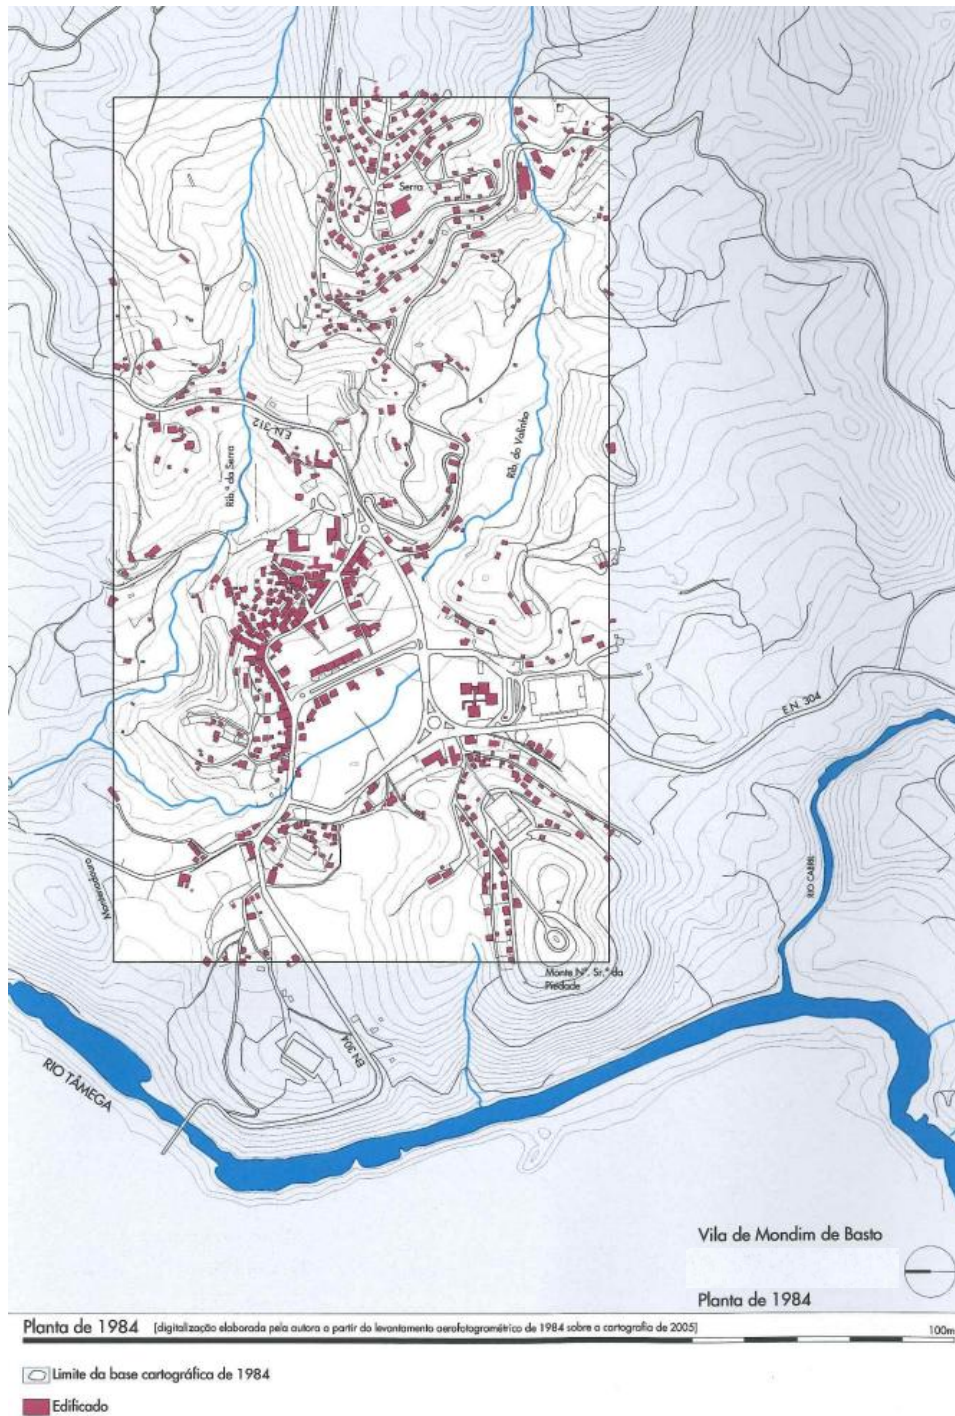 Serra
E.N. 312
Rib.ª da Serra
Rib. do Valinho
E.N. 304
RIO CABRIL
Montenedouro
Monte Nª. Sr.ª da
Piedade
EN 304
RIO TÂMEGA
Vila de Mondim de Basto
Planta de 1984
Planta de 1984 [digitalização elaborada pela autora a partir do levantamento aerofotogramétrico de 1984 sobre a cartografia de 2005]
100m
Limite da base cartográfica de 1984
Edificado